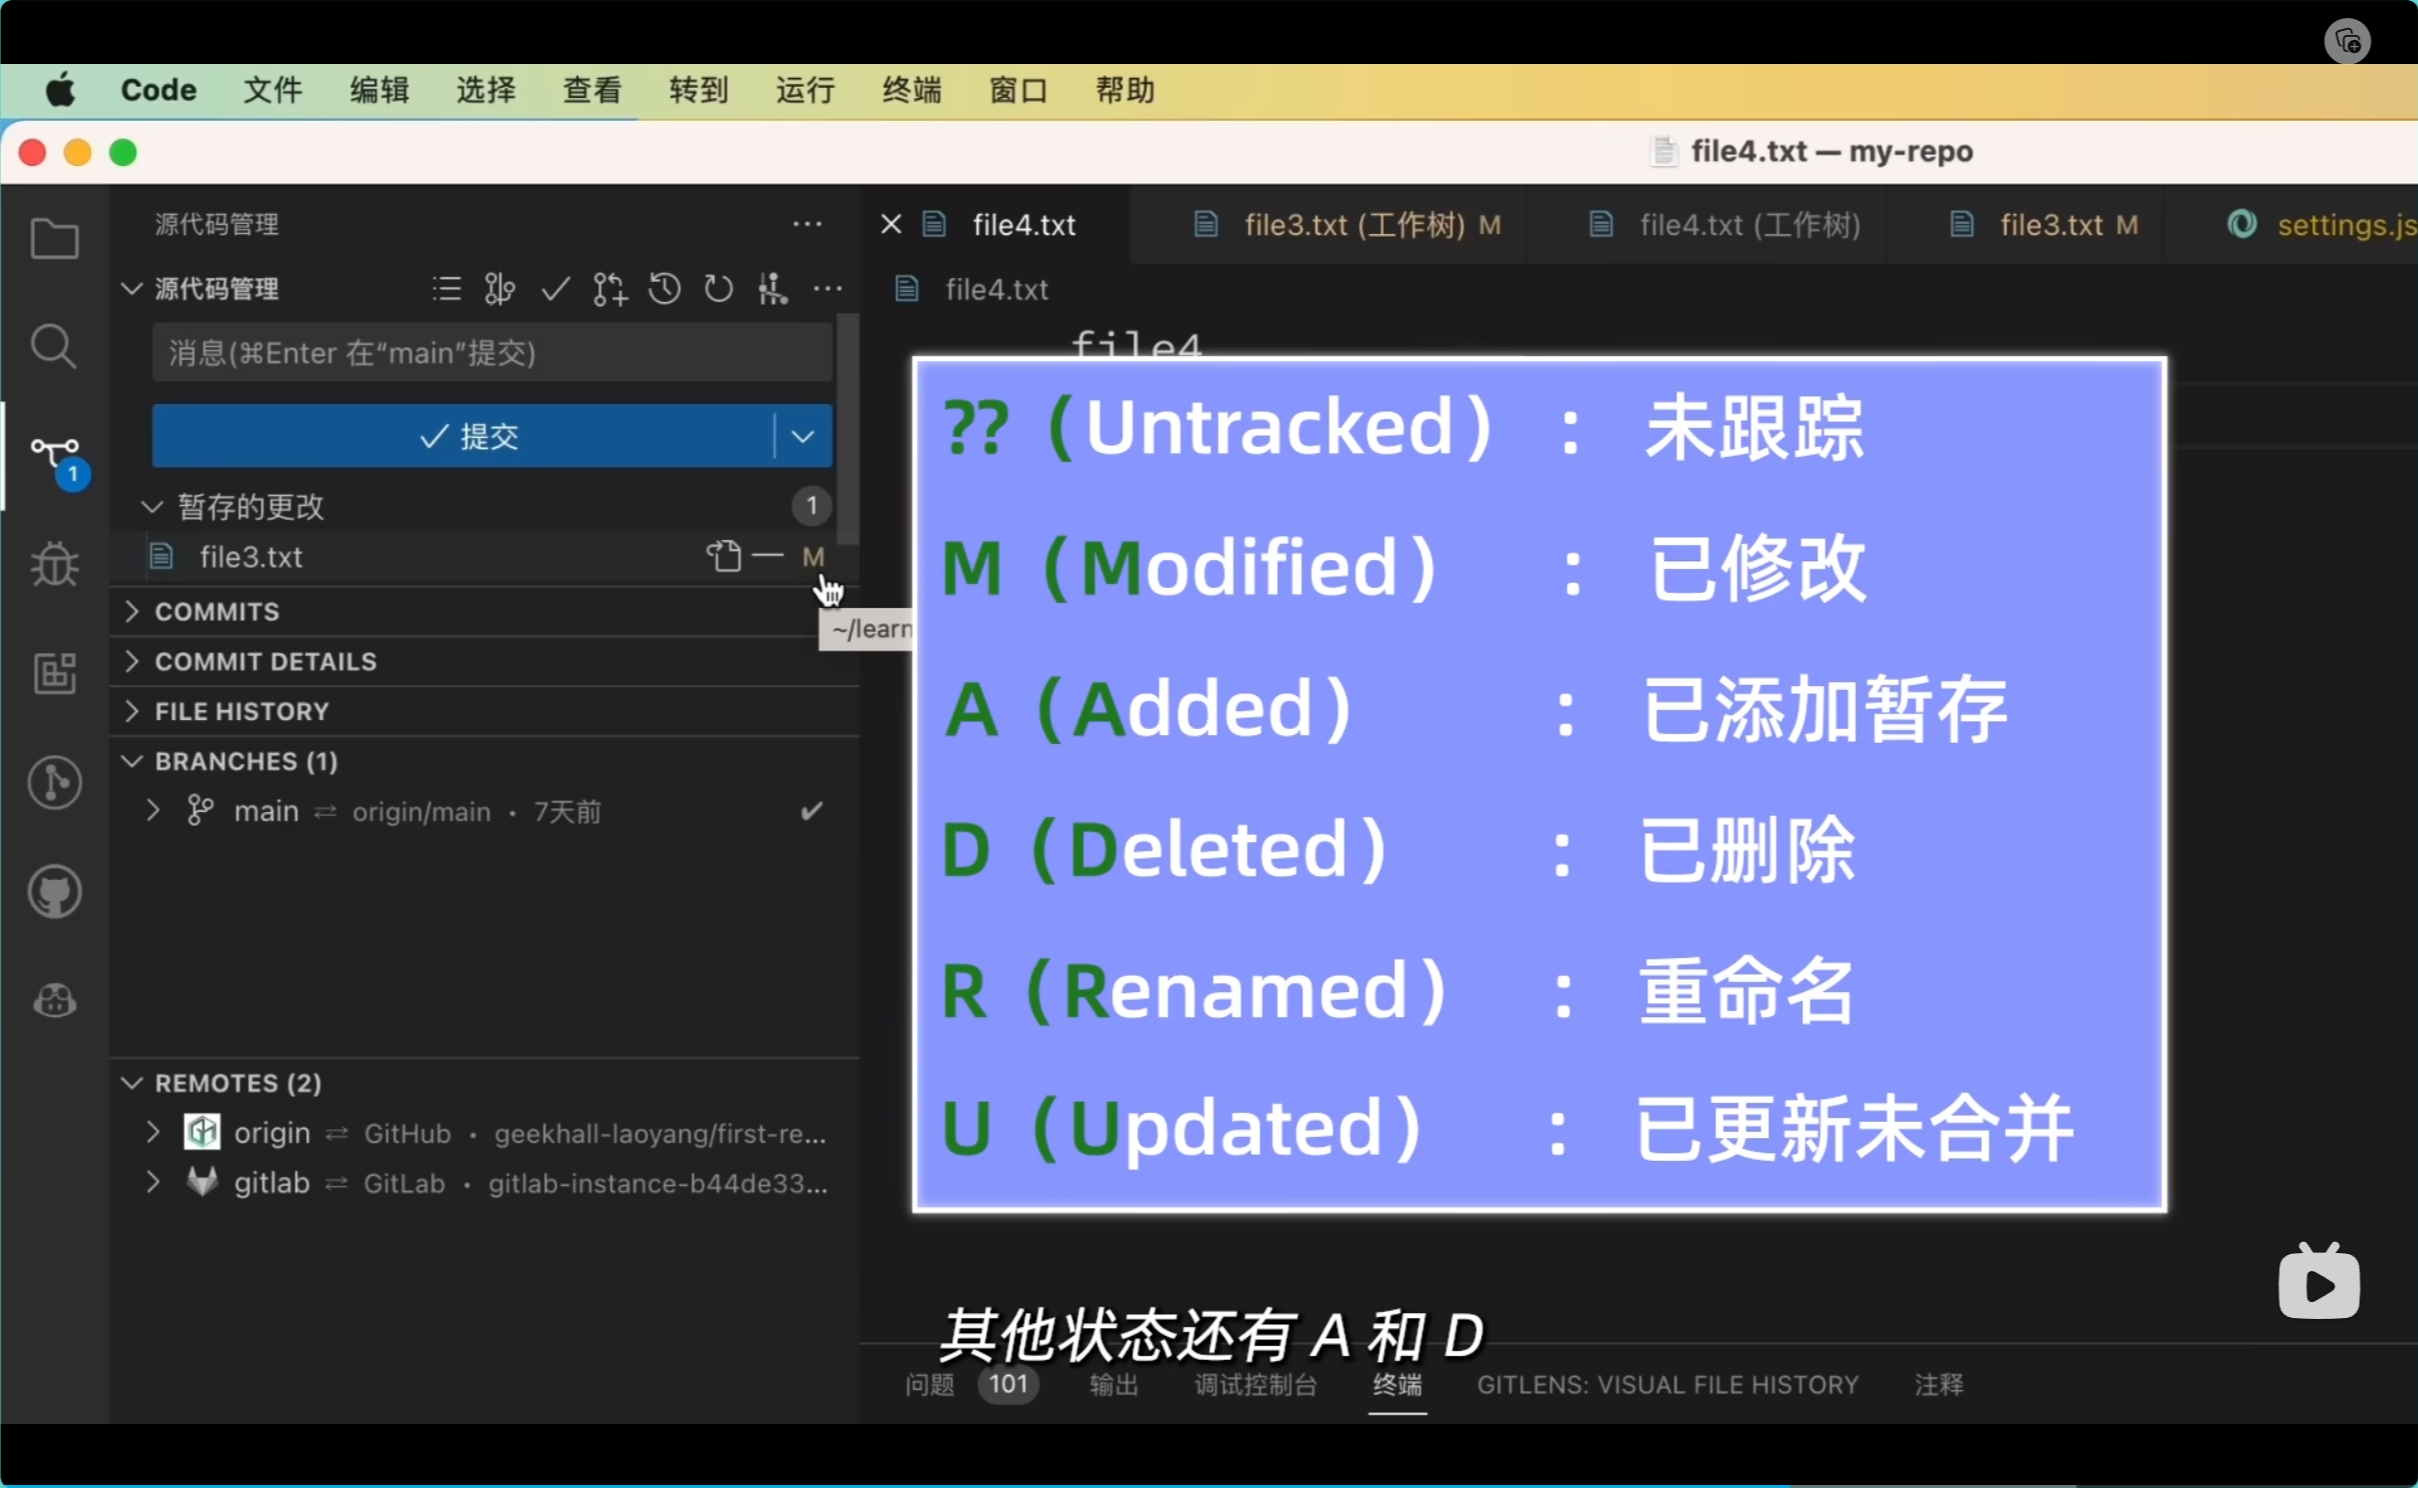 Code 文件 编辑 选择 查看 转到 运行 终端 窗口 帮助
file4.txt — my-repo
源代码管理
file4.txt
file3.txt (工作树) M
file4.txt (工作树)
file3.txt M
settings.js
源代码管理
file4.txt
消息(⌘Enter 在“main”提交)
file4
✓ 提交
1
暂存的更改 1
file3.txt M
~/learn
COMMITS
COMMIT DETAILS
FILE HISTORY
BRANCHES (1)
main ⇄ origin/main • 7天前 ✔
REMOTES (2)
origin ⇄ GitHub • geekhall-laoyang/first-re...
gitlab ⇄ GitLab • gitlab-instance-b44de33...
??（Untracked）： 未跟踪
M（Modified）： 已修改
A（Added）： 已添加暂存
D（Deleted）： 已删除
R（Renamed）： 重命名
U（Updated）： 已更新未合并
其他状态还有 A 和 D
问题 101 输出 调试控制台 终端 GITLENS: VISUAL FILE HISTORY 注释